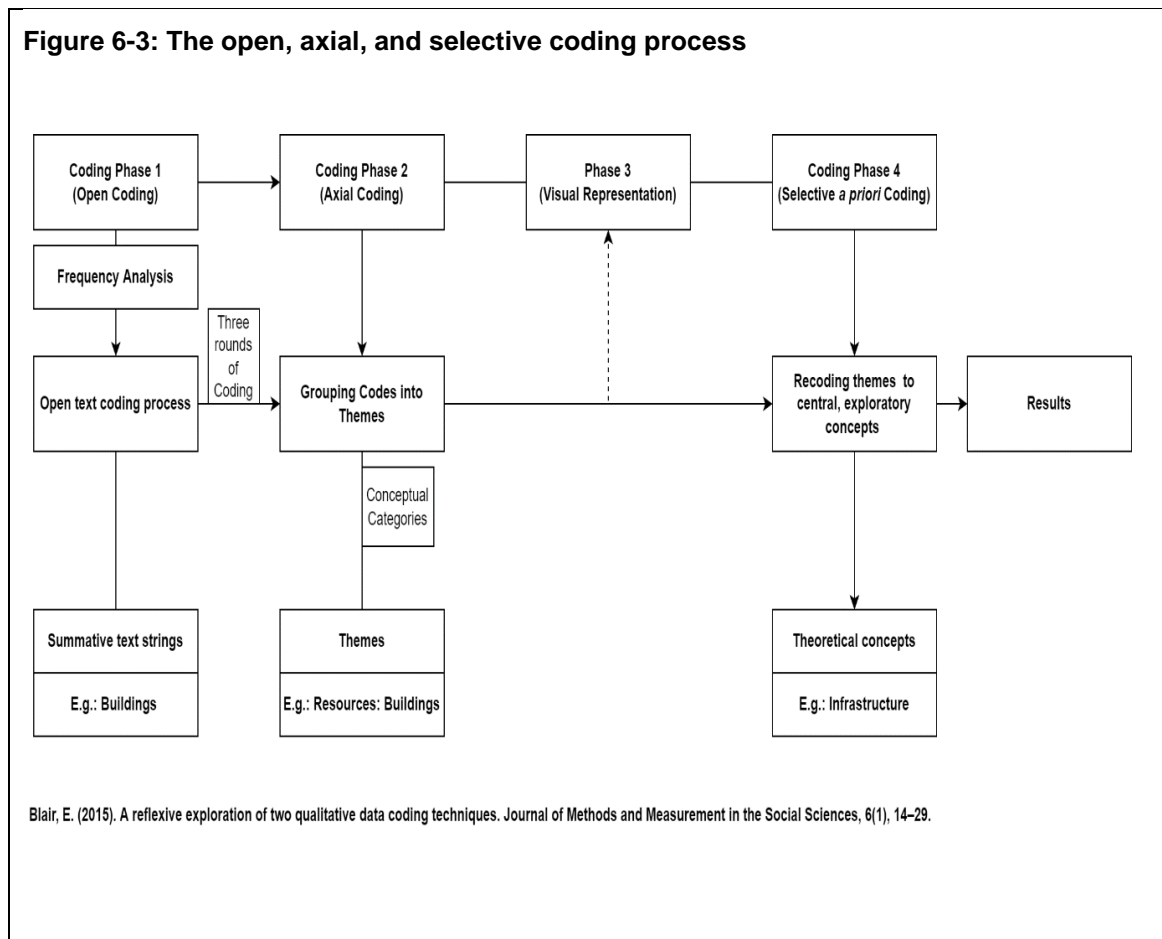 Figure 6-3: The open, axial, and selective coding process
Coding Phase 1
(Open Coding)
Coding Phase 2
(Axial Coding)
Phase 3
(Visual Representation)
Coding Phase 4
(Selective a priori Coding)
Frequency Analysis
Three
rounds
of
Coding
Open text coding process
Grouping Codes into
Themes
Recoding themes to
central, exploratory
concepts
Results
Conceptual
Categories
Summative text strings
Themes
Theoretical concepts
E.g.: Buildings
E.g.: Resources: Buildings
E.g.: Infrastructure
Blair, E. (2015). A reflexive exploration of two qualitative data coding techniques. Journal of Methods and Measurement in the Social Sciences, 6(1), 14–29.